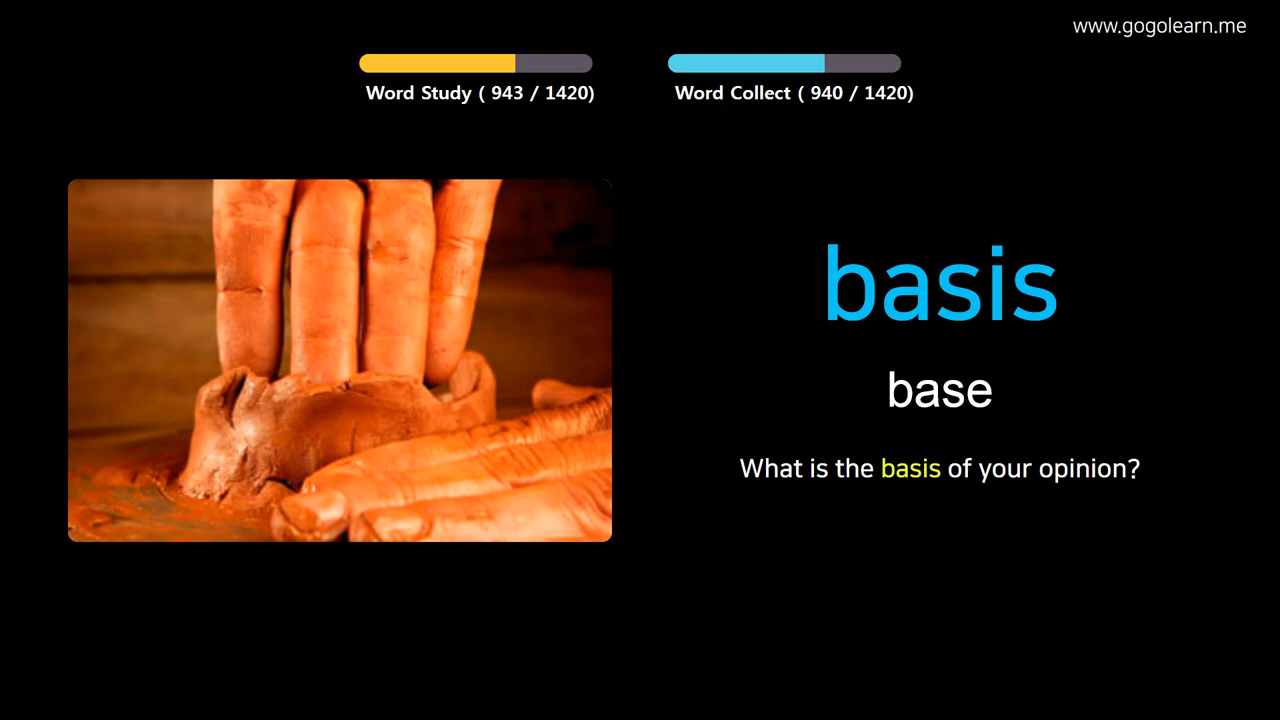 www.gogolearn.me
Word Study ( 943 / 1420)
Word Collect ( 940 / 1420)
basis
base
What is the basis of your opinion?